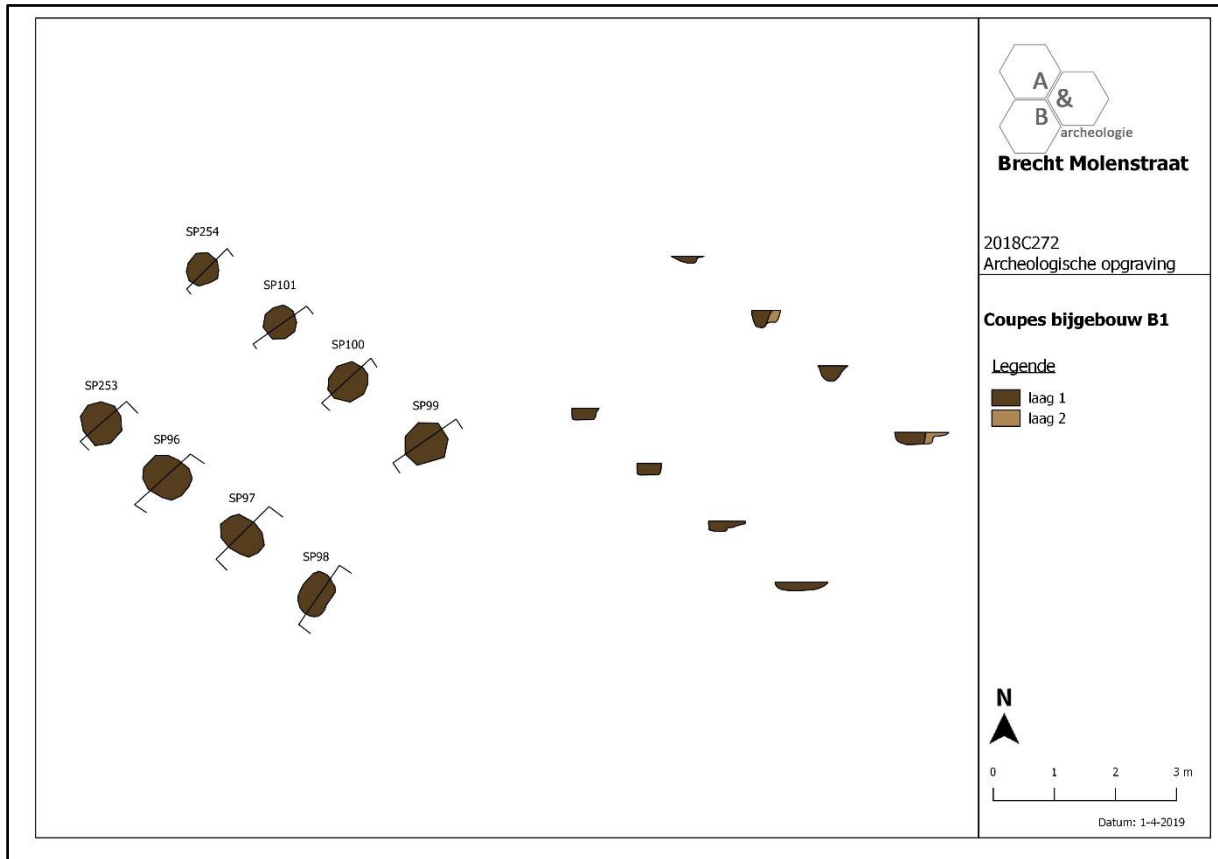 SP254
SP101
SP100
SP253
SP99
SP96
SP97
SP98
A
&
B
archeologie
Brecht Molenstraat
2018C272
Archeologische opgraving
Coupes bijgebouw B1
Legende
laag 1
laag 2
N
0 1 2 3 m
Datum: 1-4-2019